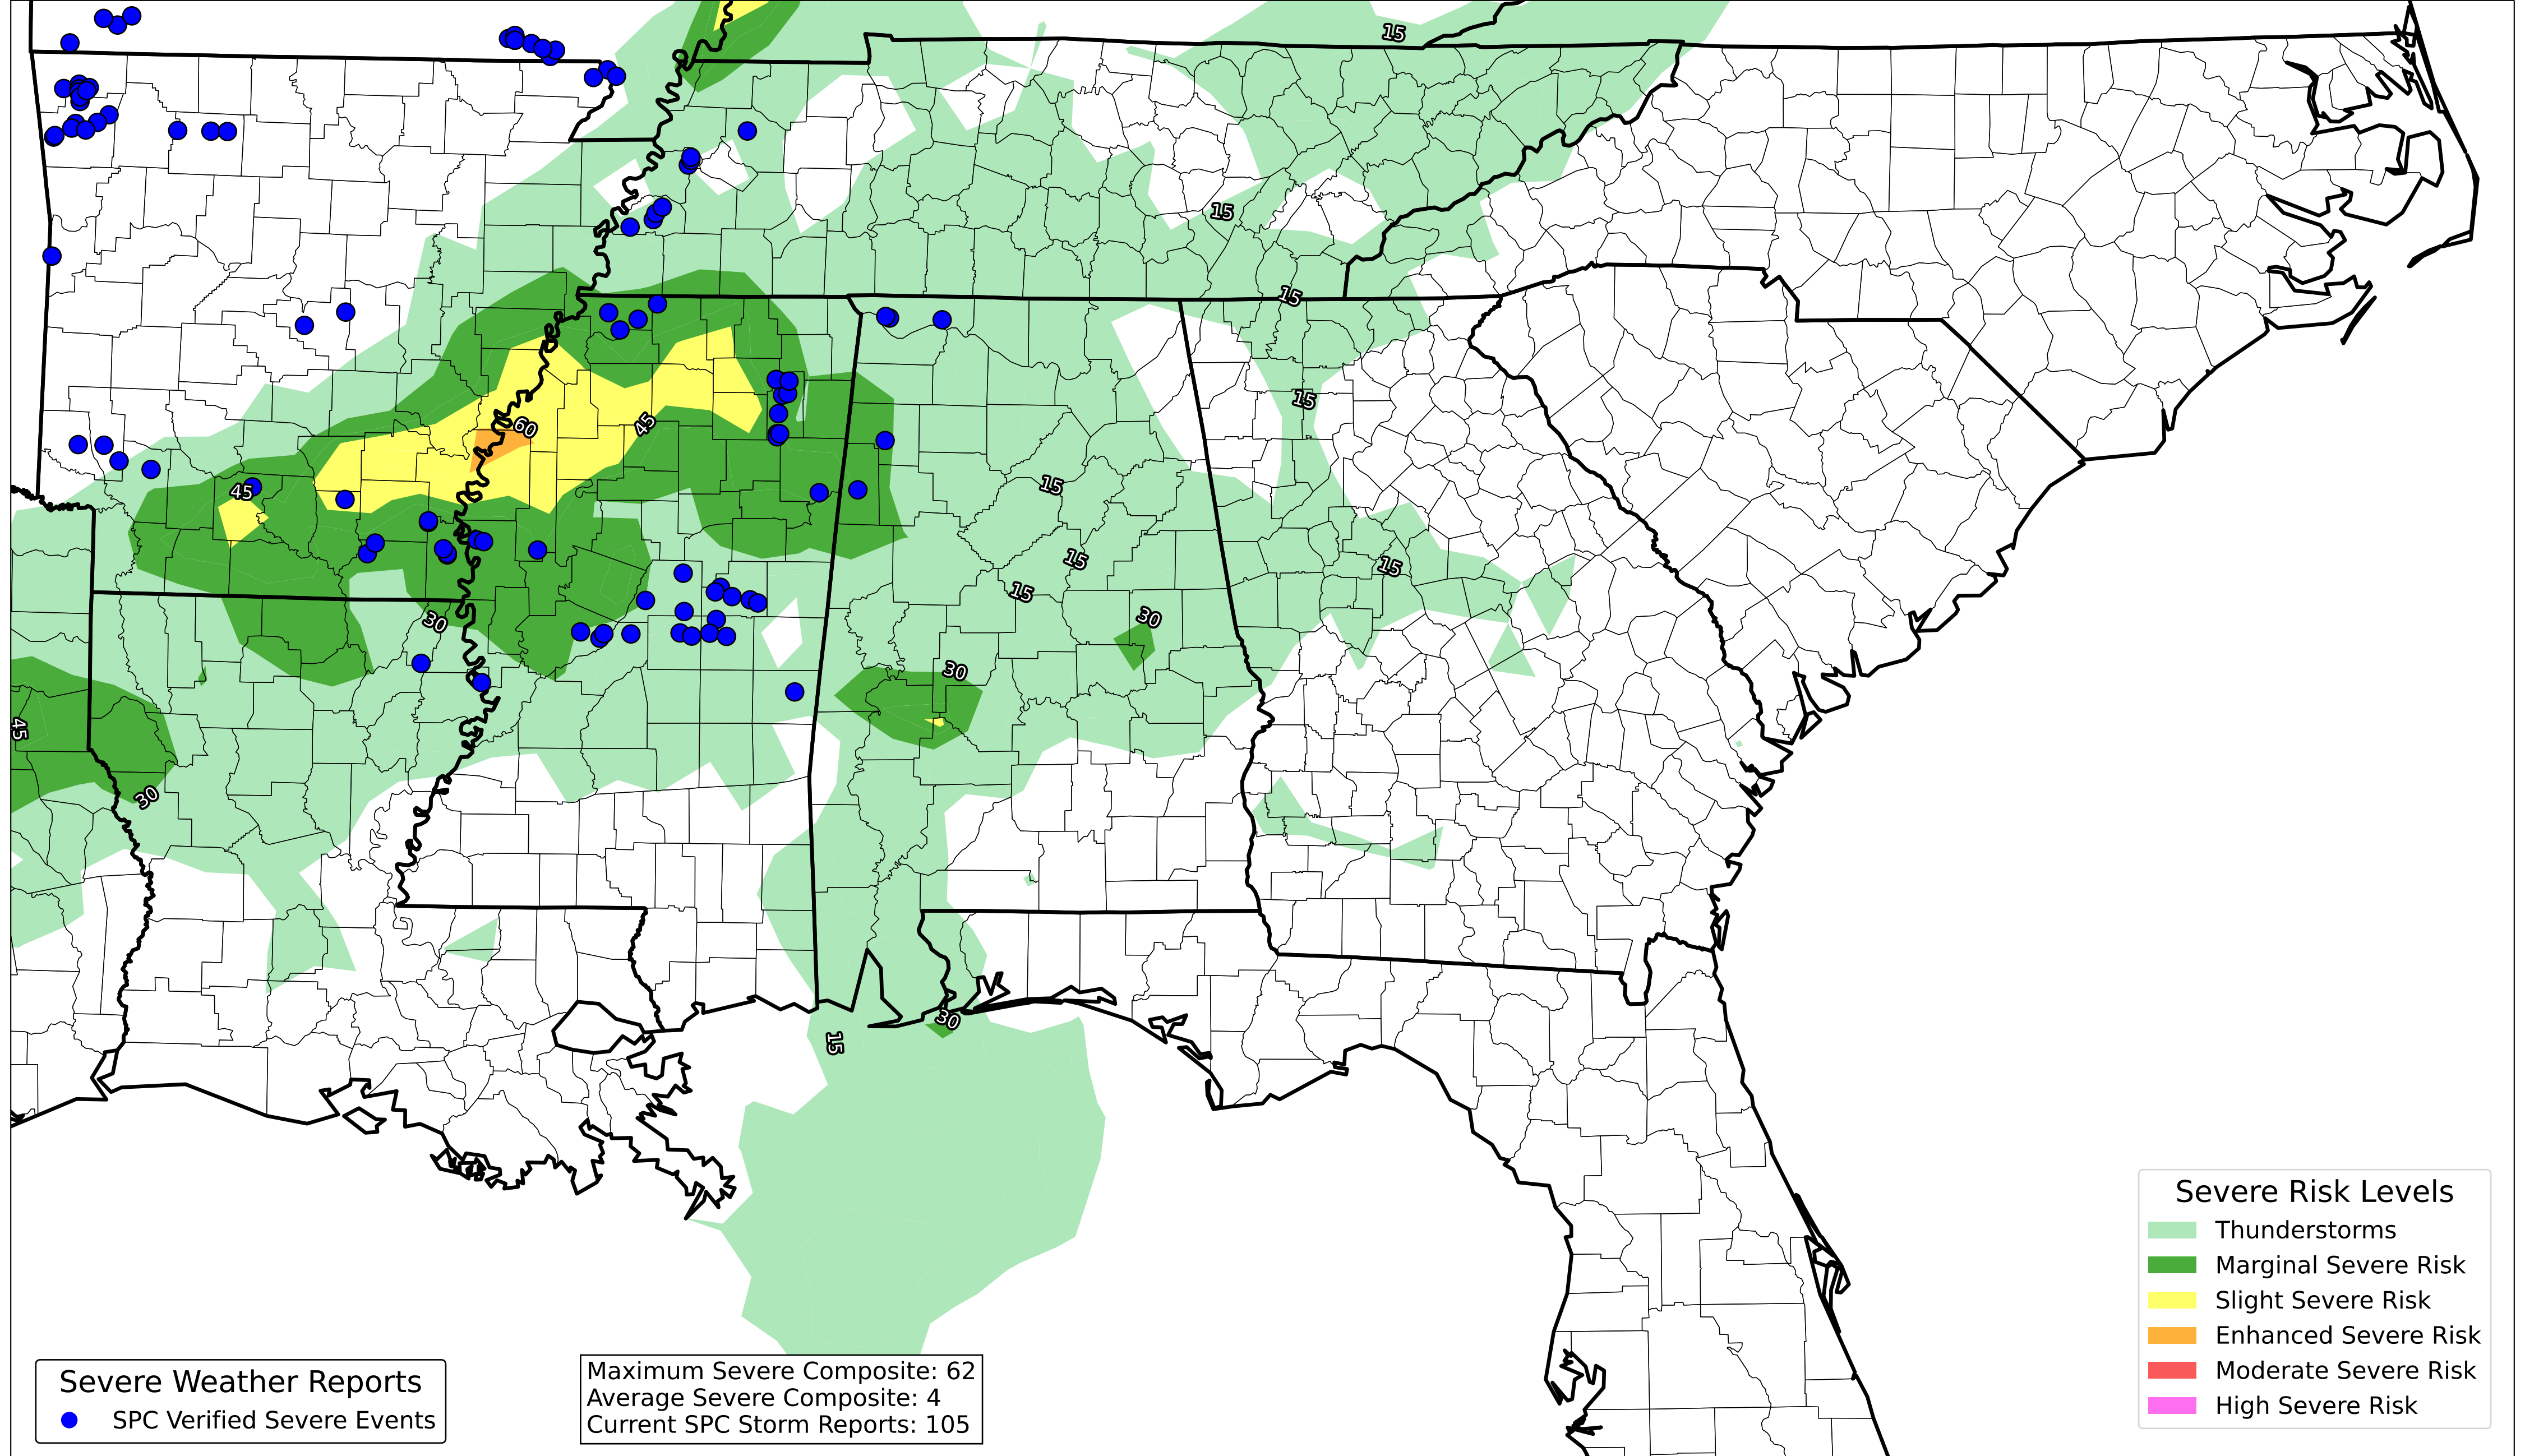 15
15
15
15
60
45
15
45
15
15
15
30
30
30
45
30
30
15
Severe Risk Levels
Thunderstorms
Marginal Severe Risk
Slight Severe Risk
Enhanced Severe Risk
Moderate Severe Risk
High Severe Risk
Severe Weather Reports
SPC Verified Severe Events
Maximum Severe Composite: 62
Average Severe Composite: 4
Current SPC Storm Reports: 105